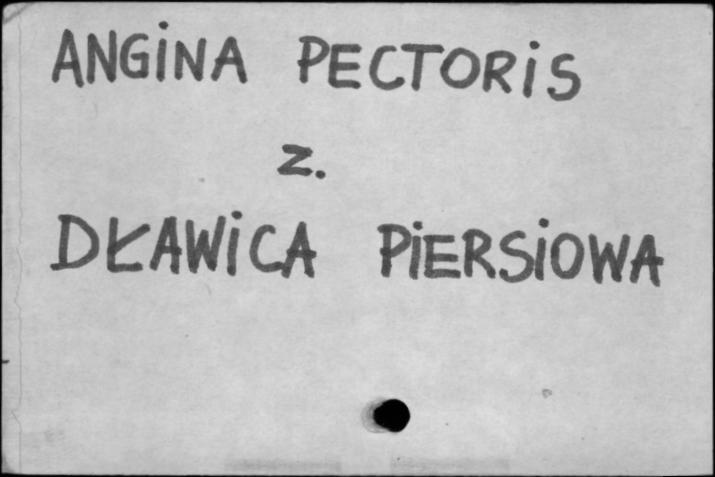 ANGiNA PECTORiS
z.
DŁAWiCA PiERSiOWA